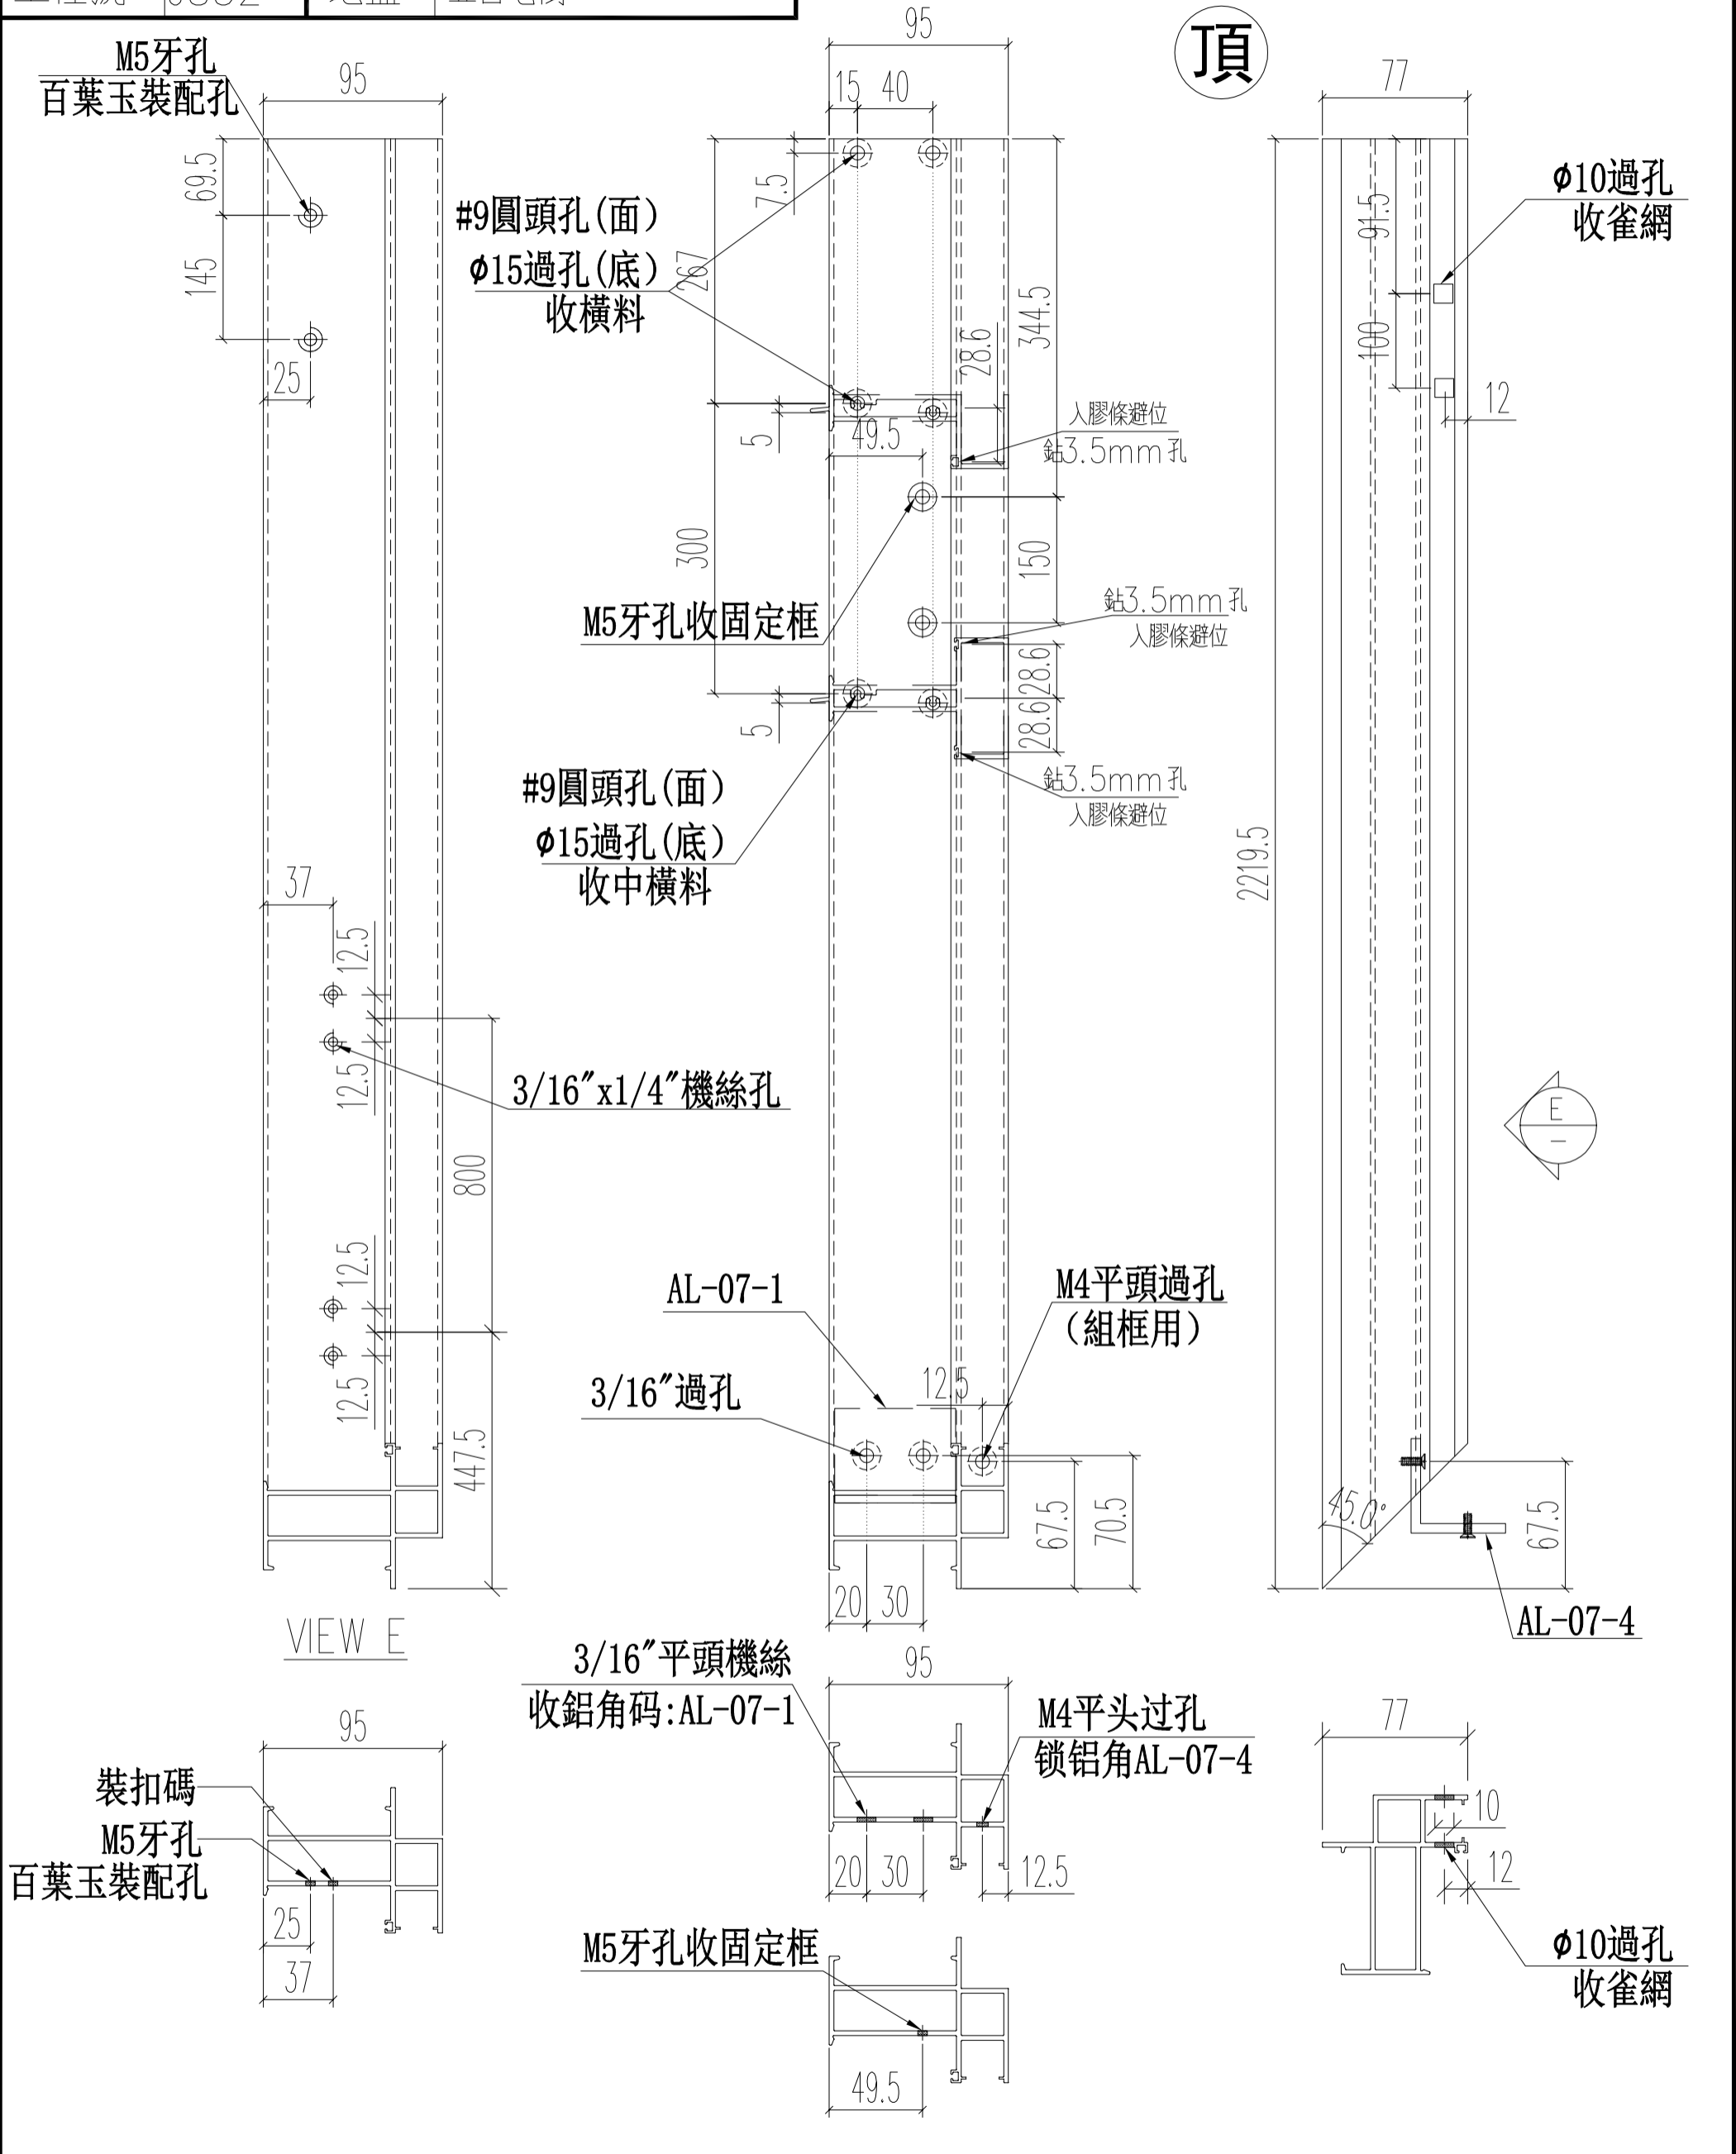 頂
M5牙孔
百葉玉裝配孔
95
69.5
145
25
37
12.5
12.5
3/16"x1/4"機絲孔
800
12.5
12.5
447.5
VIEW E
95
15
40
7.5
267
#9圓頭孔(面)
ϕ15過孔(底)
收橫料
344.5
28.6
入膠條避位
鉆3.5mm孔
5
49.5
300
150
M5牙孔收固定框
鉆3.5mm孔
入膠條避位
28.6
28.6
5
鉆3.5mm孔
入膠條避位
#9圓頭孔(面)
ϕ15過孔(底)
收中橫料
AL-07-1
M4平頭過孔
(組框用)
3/16"過孔
12.5
67.5
70.5
20
30
77
ϕ10過孔
收雀網
91.5
100
12
2219.5
E
—
45.0°
67.5
AL-07-4
95
裝扣碼
M5牙孔
百葉玉裝配孔
25
37
3/16"平頭機絲
收鋁角码:AL-07-1
95
M4平头过孔
锁铝角AL-07-4
20
30
12.5
M5牙孔收固定框
49.5
77
10
12
ϕ10過孔
收雀網